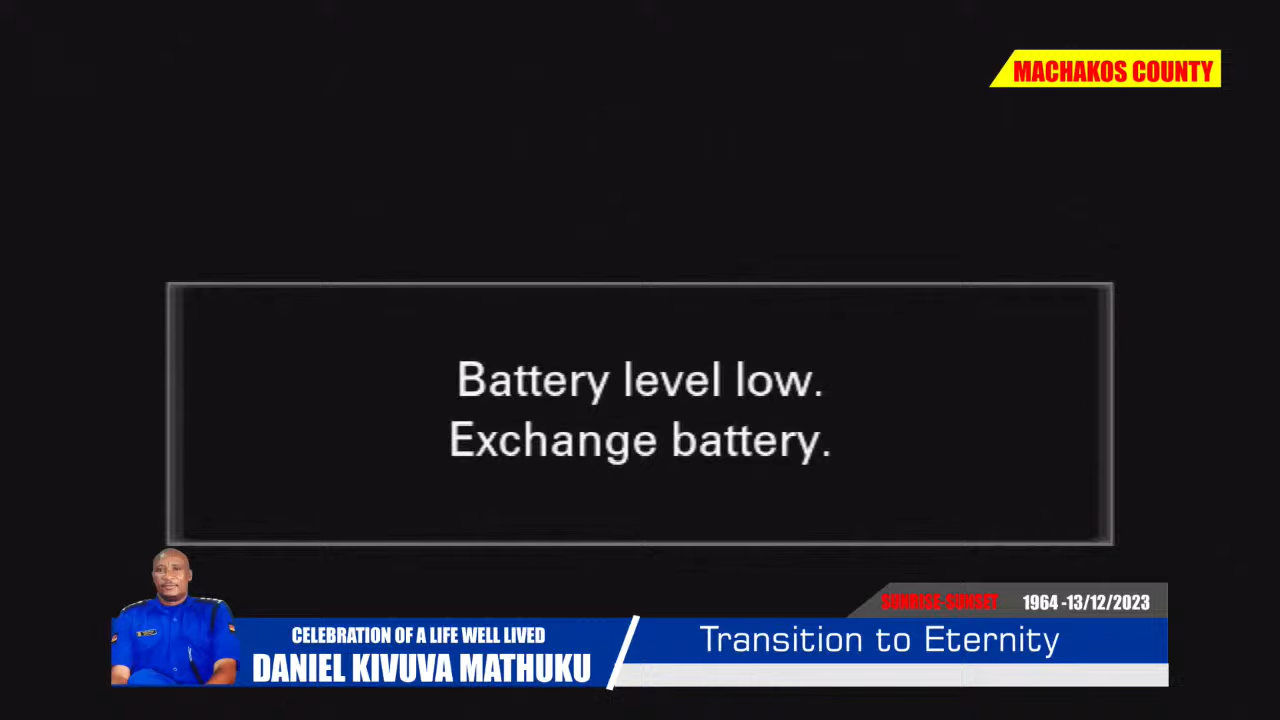 MACHAKOS COUNTY
Battery level low.
Exchange battery.
SUNRISE-SUNSET 1964 -13/12/2023
CELEBRATION OF A LIFE WELL LIVED
DANIEL KIVUVA MATHUKU
Transition to Eternity